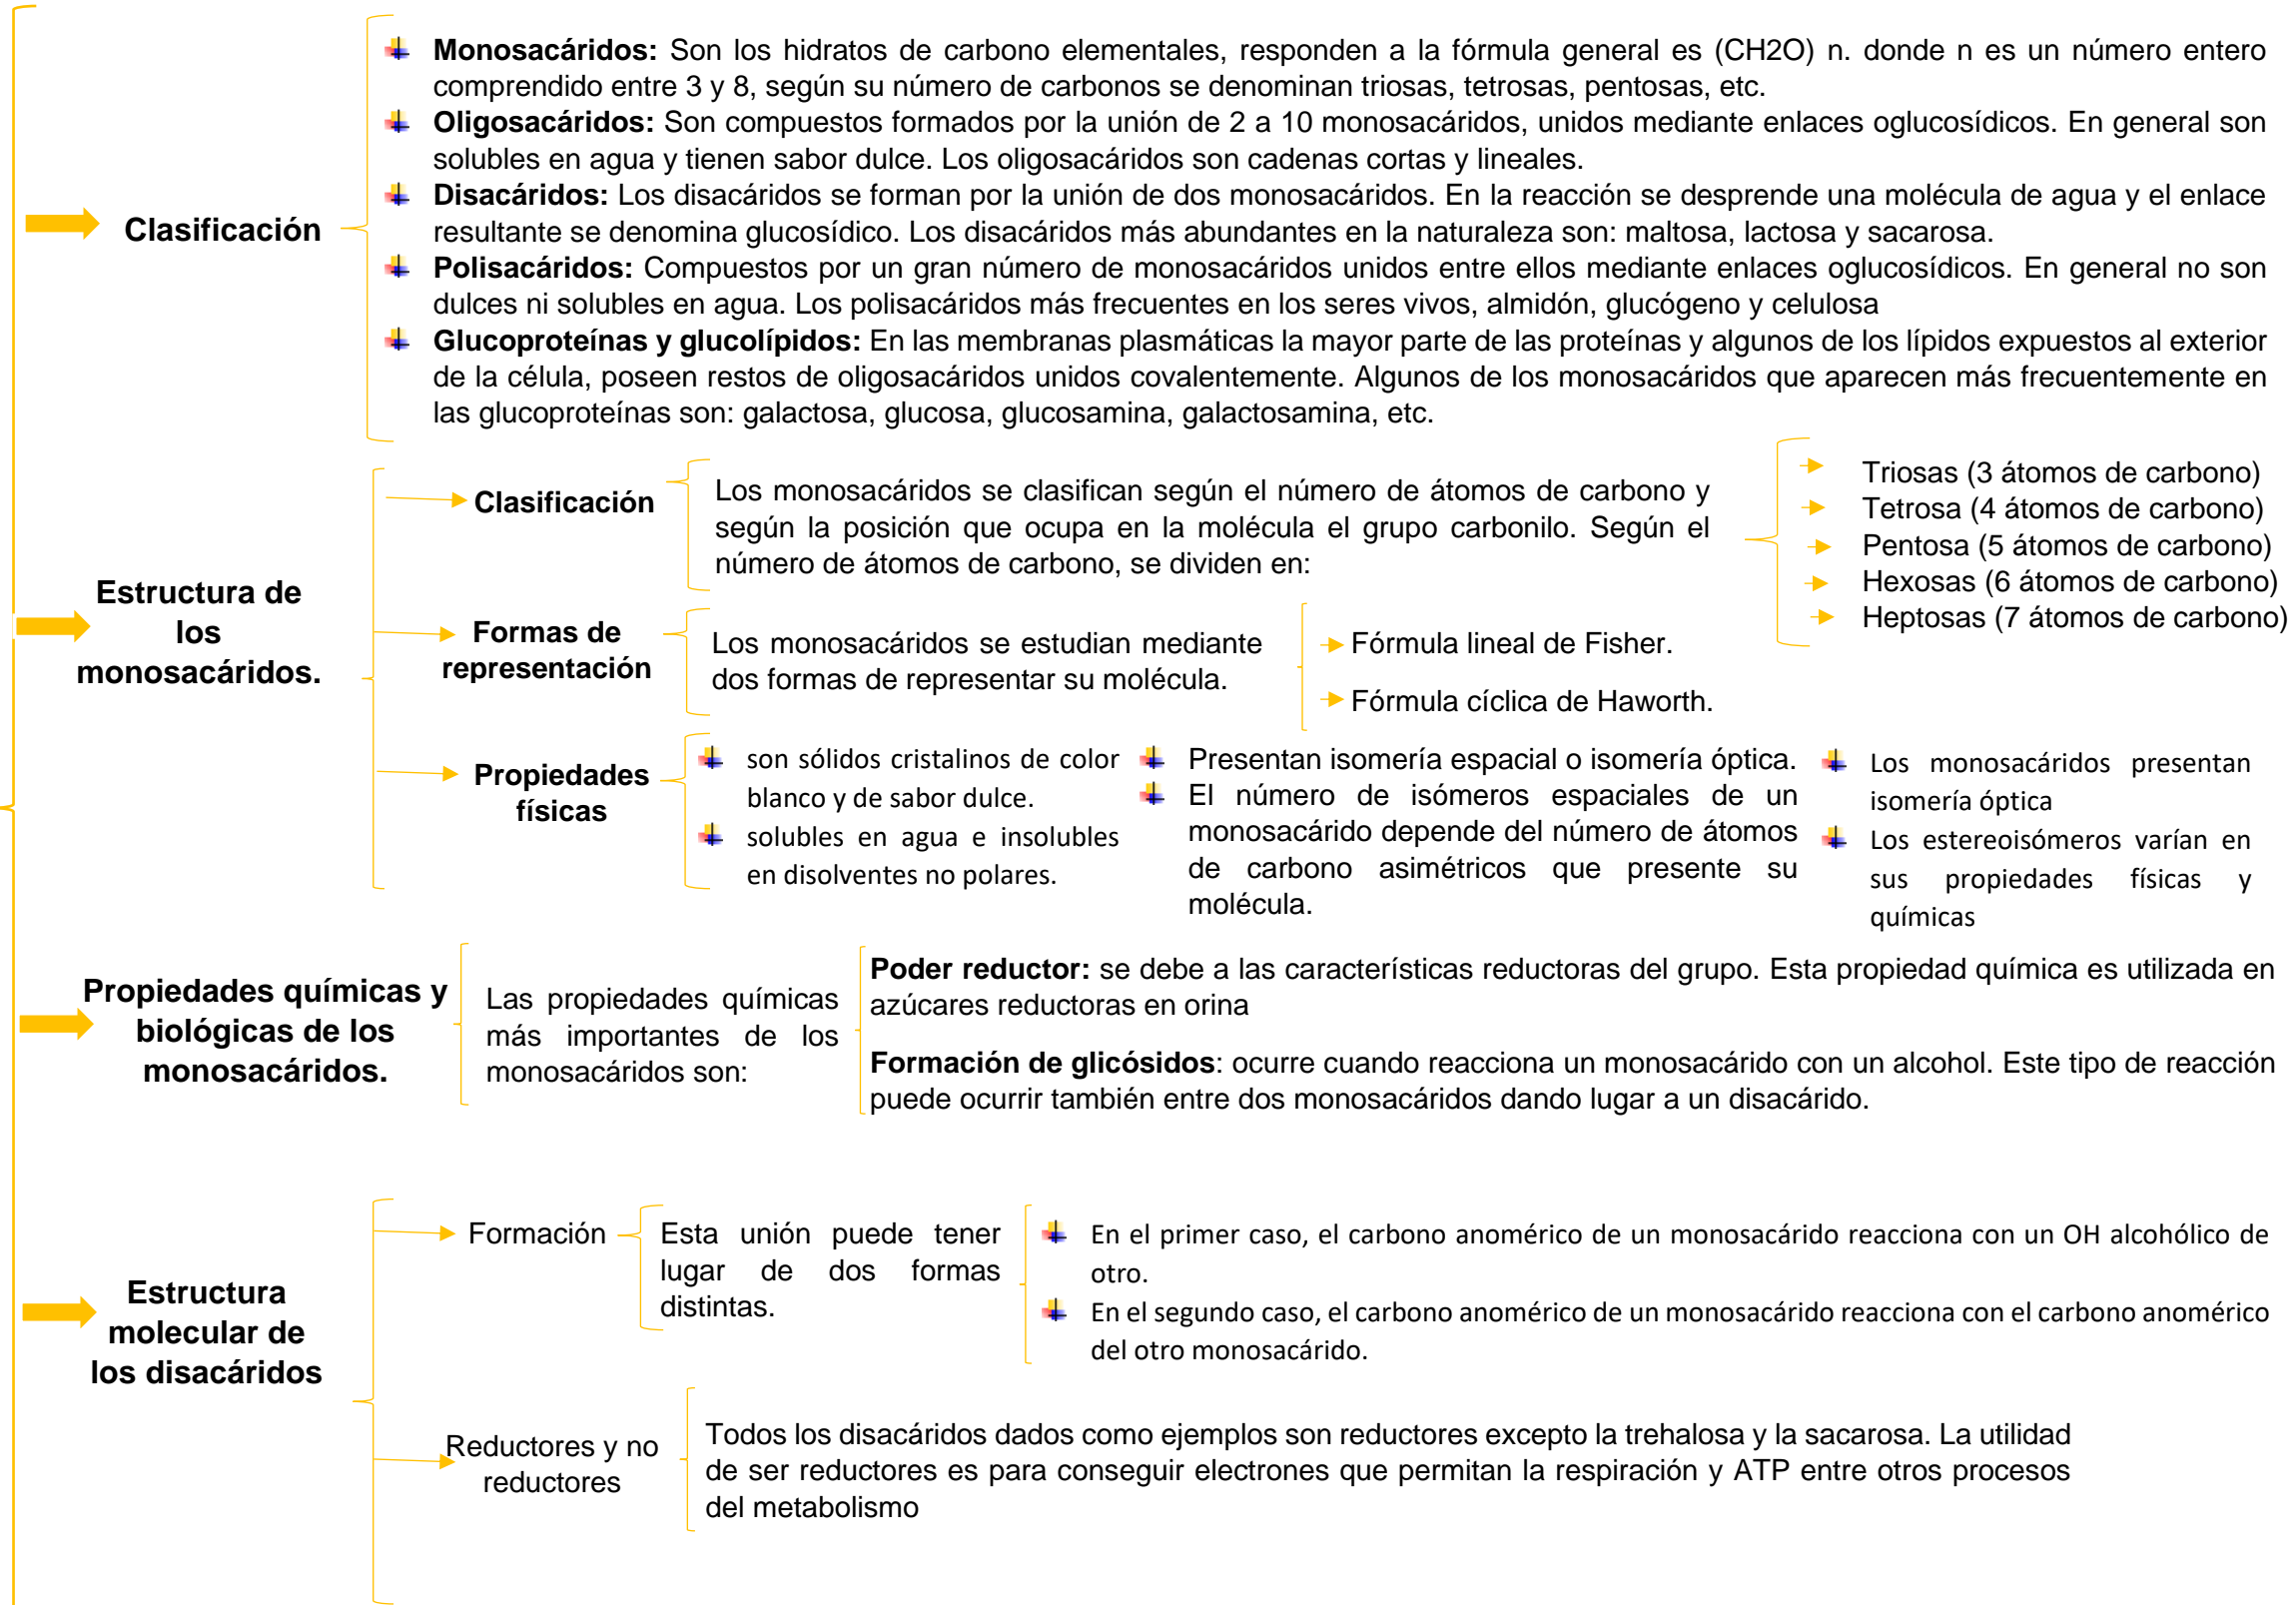 Clasificación
Monosacáridos: Son los hidratos de carbono elementales, responden a la fórmula general es (CH2O) n. donde n es un número entero
comprendido entre 3 y 8, según su número de carbonos se denominan triosas, tetrosas, pentosas, etc.
Oligosacáridos: Son compuestos formados por la unión de 2 a 10 monosacáridos, unidos mediante enlaces oglucosídicos. En general son
solubles en agua y tienen sabor dulce. Los oligosacáridos son cadenas cortas y lineales.
Disacáridos: Los disacáridos se forman por la unión de dos monosacáridos. En la reacción se desprende una molécula de agua y el enlace
resultante se denomina glucosídico. Los disacáridos más abundantes en la naturaleza son: maltosa, lactosa y sacarosa.
Polisacáridos: Compuestos por un gran número de monosacáridos unidos entre ellos mediante enlaces oglucosídicos. En general no son
dulces ni solubles en agua. Los polisacáridos más frecuentes en los seres vivos, almidón, glucógeno y celulosa
Glucoproteínas y glucolípidos: En las membranas plasmáticas la mayor parte de las proteínas y algunos de los lípidos expuestos al exterior
de la célula, poseen restos de oligosacáridos unidos covalentemente. Algunos de los monosacáridos que aparecen más frecuentemente en
las glucoproteínas son: galactosa, glucosa, glucosamina, galactosamina, etc.
Estructura de
los
monosacáridos.
Clasificación
Los monosacáridos se clasifican según el número de átomos de carbono y
según la posición que ocupa en la molécula el grupo carbonilo. Según el
número de átomos de carbono, se dividen en:
Triosas (3 átomos de carbono)
Tetrosa (4 átomos de carbono)
Pentosa (5 átomos de carbono)
Hexosas (6 átomos de carbono)
Heptosas (7 átomos de carbono)
Formas de
representación
Los monosacáridos se estudian mediante
dos formas de representar su molécula.
Fórmula lineal de Fisher.
Fórmula cíclica de Haworth.
Propiedades
físicas
son sólidos cristalinos de color
blanco y de sabor dulce.
solubles en agua e insolubles
en disolventes no polares.
Presentan isomería espacial o isomería óptica.
El número de isómeros espaciales de un
monosacárido depende del número de átomos
de carbono asimétricos que presente su
molécula.
Los monosacáridos presentan
isomería óptica
Los estereoisómeros varían en
sus propiedades físicas y
químicas
Propiedades químicas y
biológicas de los
monosacáridos.
Las propiedades químicas
más importantes de los
monosacáridos son:
Poder reductor: se debe a las características reductoras del grupo. Esta propiedad química es utilizada en
azúcares reductoras en orina
Formación de glicósidos: ocurre cuando reacciona un monosacárido con un alcohol. Este tipo de reacción
puede ocurrir también entre dos monosacáridos dando lugar a un disacárido.
Estructura
molecular de
los disacáridos
Formación
Esta unión puede tener
lugar de dos formas
distintas.
En el primer caso, el carbono anomérico de un monosacárido reacciona con un OH alcohólico de
otro.
En el segundo caso, el carbono anomérico de un monosacárido reacciona con el carbono anomérico
del otro monosacárido.
Reductores y no
reductores
Todos los disacáridos dados como ejemplos son reductores excepto la trehalosa y la sacarosa. La utilidad
de ser reductores es para conseguir electrones que permitan la respiración y ATP entre otros procesos
del metabolismo